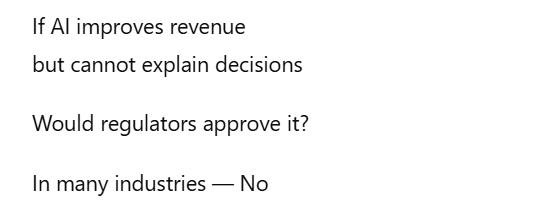 If AI improves revenue
but cannot explain decisions
Would regulators approve it?
In many industries — No